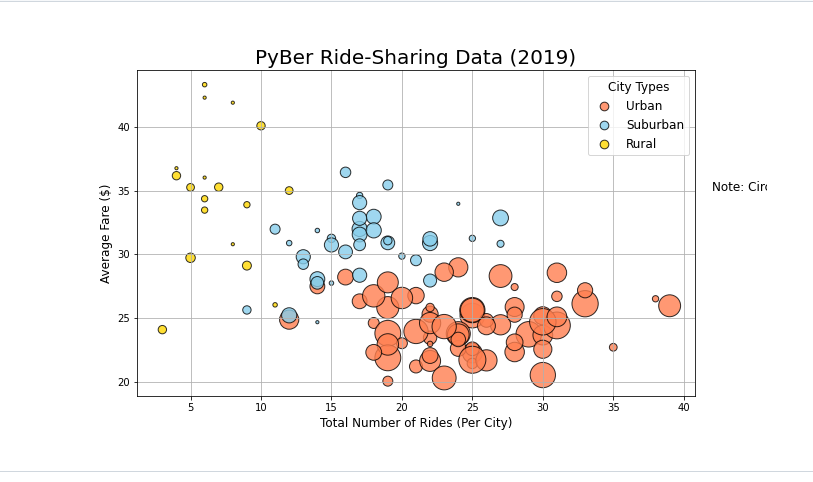 PyBer Ride-Sharing Data (2019)
City Types
Urban
Suburban
Rural
40
35
30
25
20
Average Fare ($)
Note: Circ
5 10 15 20 25 30 35 40
Total Number of Rides (Per City)